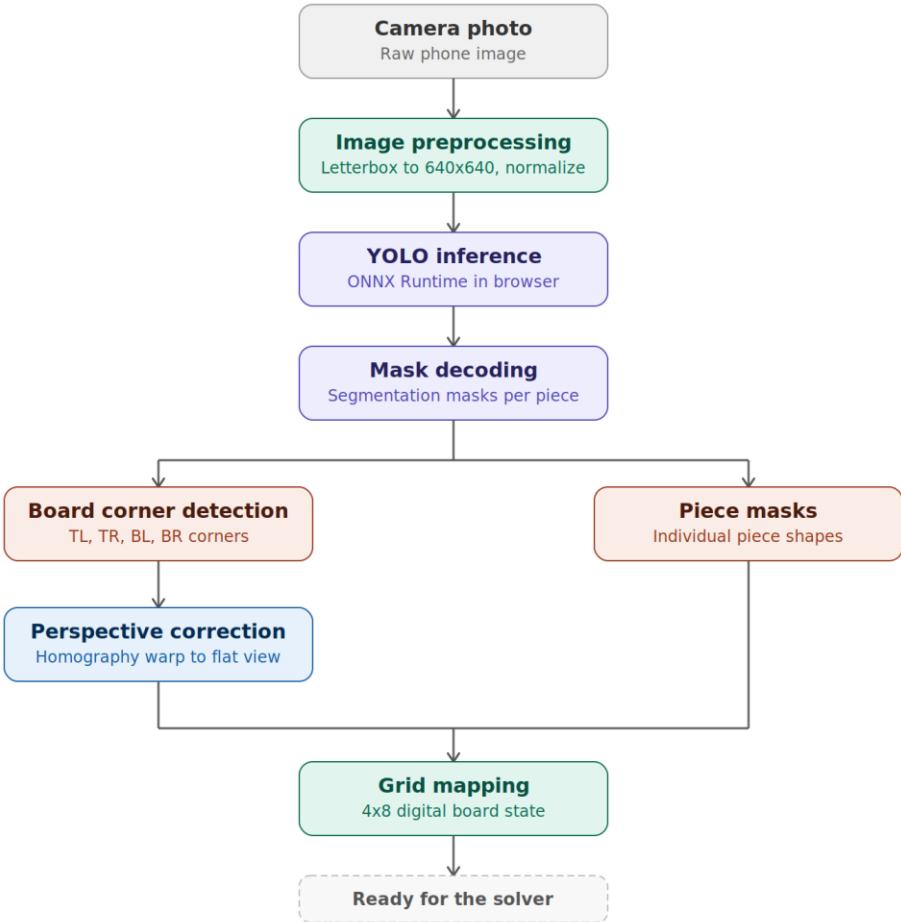 Camera photo
Raw phone image
Image preprocessing
Letterbox to 640x640, normalize
YOLO inference
ONNX Runtime in browser
Mask decoding
Segmentation masks per piece
Board corner detection
TL, TR, BL, BR corners
Piece masks
Individual piece shapes
Perspective correction
Homography warp to flat view
Grid mapping
4x8 digital board state
Ready for the solver